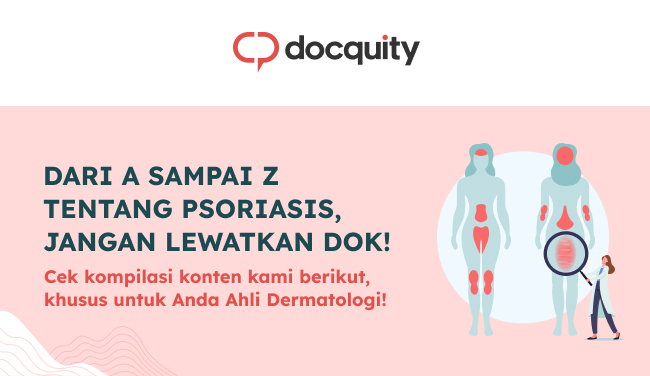 docquity
DARI A SAMPAI Z
TENTANG PSORIASIS,
JANGAN LEWATKAN DOK!
Cek kompilasi konten kami berikut,
khusus untuk Anda Ahli Dermatologi!